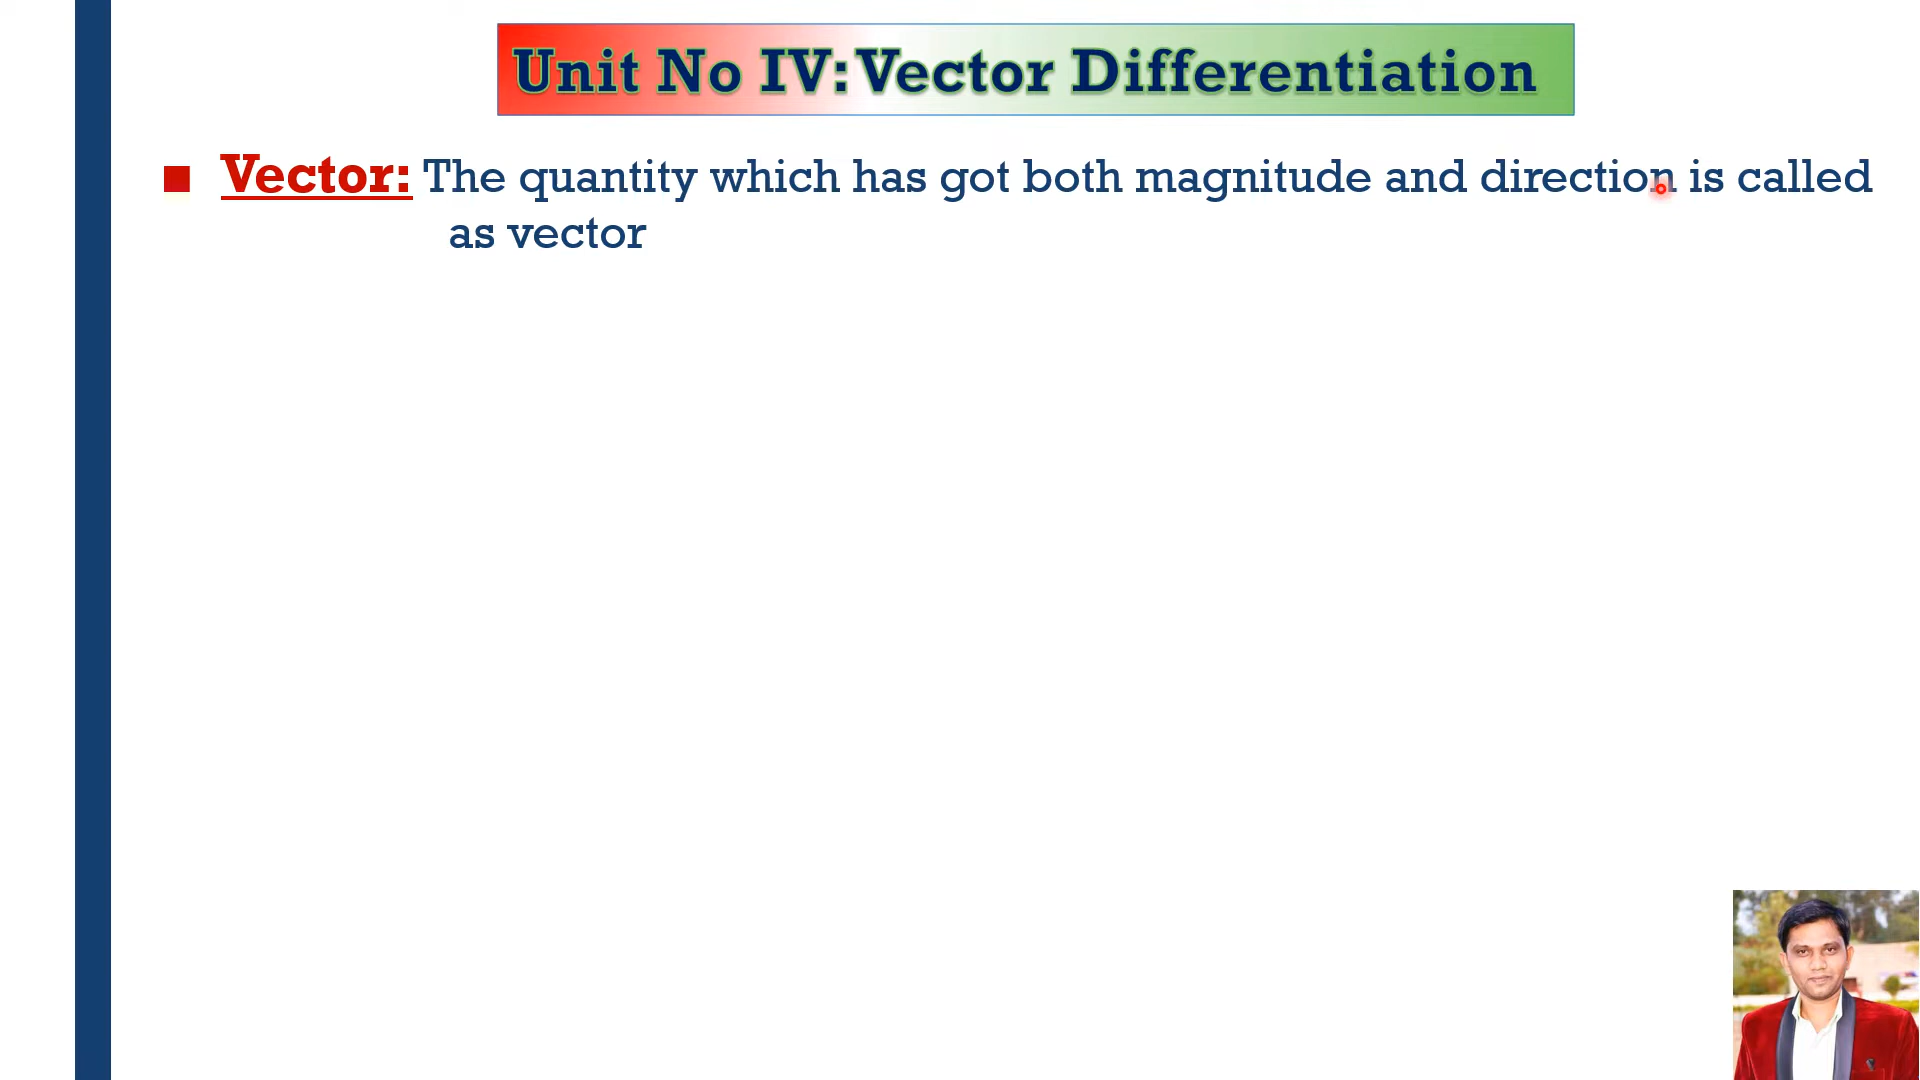 Unit No IV: Vector Differentiation
Vector: The quantity which has got both magnitude and direction is called
as vector